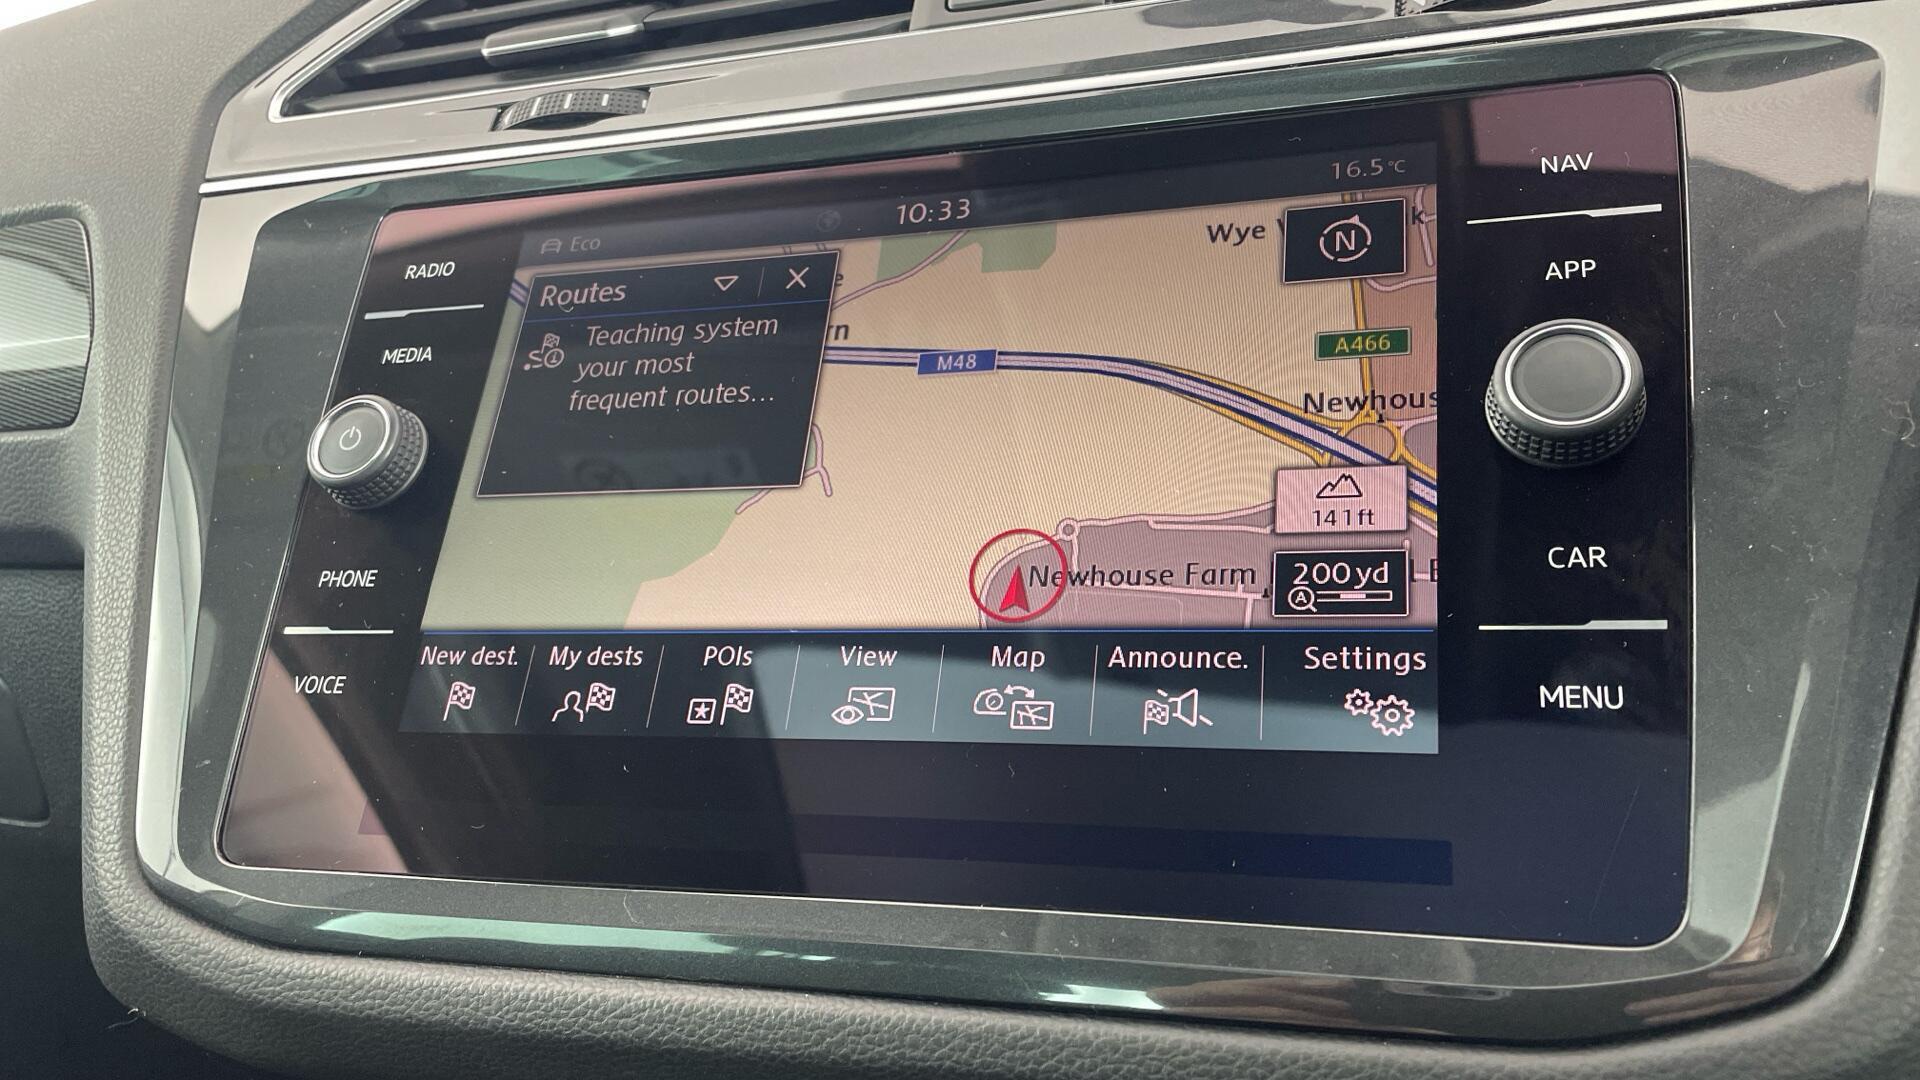 NAV
16.5°C
10:33
Eco
Wye
N
APP
RADIO
Routes
Teaching system
your most
frequent routes...
M48
A466
MEDIA
Newhous
141ft
CAR
PHONE
Newhouse Farm
200yd
A
New dest.
My dests
POIs
View
Map
Announce.
Settings
VOICE
MENU